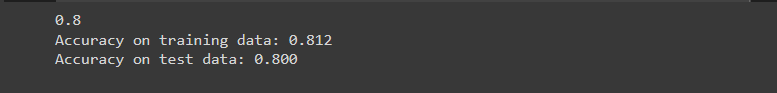 0.8
Accuracy on training data: 0.812
Accuracy on test data: 0.800